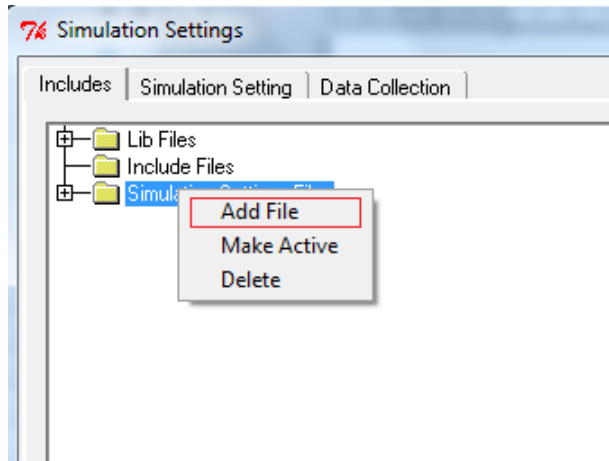 Simulation Settings
Includes Simulation Setting Data Collection
Lib Files
Include Files
Add File
Make Active
Delete